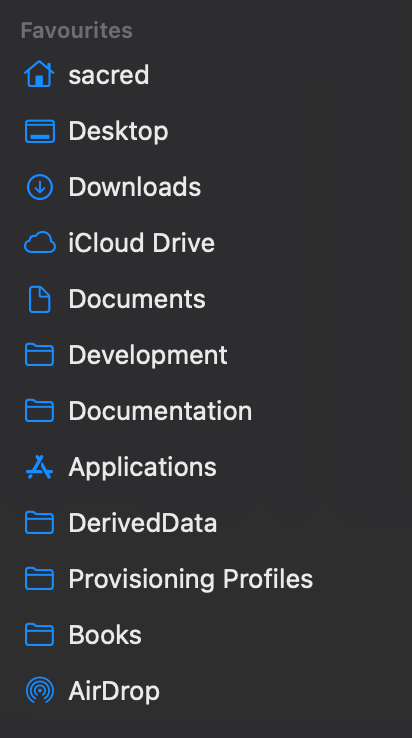 Favourites
sacred
Desktop
Downloads
iCloud Drive
Documents
Development
Documentation
Applications
DerivedData
Provisioning Profiles
Books
AirDrop